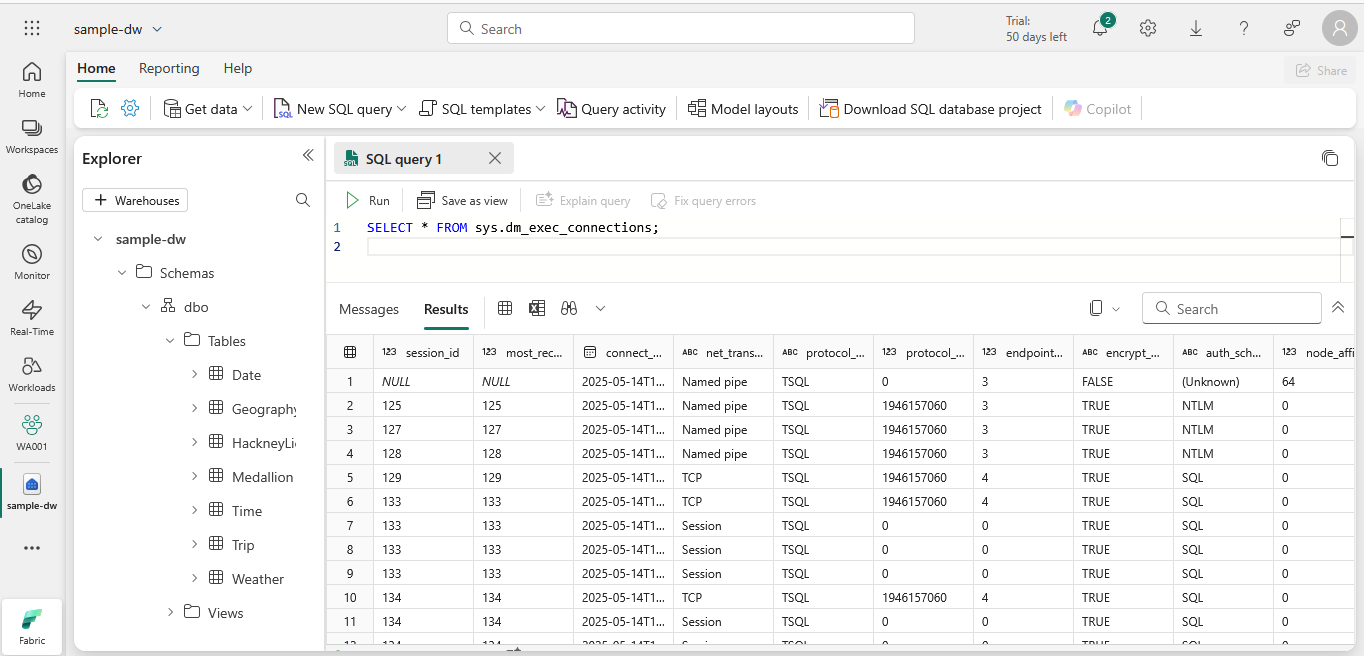 sample-dw
Search
Trial:
50 days left
2
Home
Reporting
Help
Share
Get data
New SQL query
SQL templates
Query activity
Model layouts
Download SQL database project
Copilot
Home
Workspaces
OneLake
catalog
Monitor
Real-Time
Workloads
WA001
sample-dw
Fabric
Explorer
+ Warehouses
sample-dw
Schemas
dbo
Tables
Date
Geography
HackneyLi
Medallion
Time
Trip
Weather
Views
SQL query 1
Run
Save as view
Explain query
Fix query errors
1 SELECT * FROM sys.dm_exec_connections;
2
Messages
Results
Search
123 session_id 123 most_rec... connect_... ABC net_trans... ABC protocol_... 123 protocol_... 123 endpoint... ABC encrypt_... ABC auth_sch... 123 node_affi
1 NULL NULL 2025-05-14T1... Named pipe TSQL 0 3 FALSE (Unknown) 64
2 125 125 2025-05-14T1... Named pipe TSQL 1946157060 3 TRUE NTLM 0
3 127 127 2025-05-14T1... Named pipe TSQL 1946157060 3 TRUE NTLM 0
4 128 128 2025-05-14T1... Named pipe TSQL 1946157060 3 TRUE NTLM 0
5 129 129 2025-05-14T1... TCP TSQL 1946157060 4 TRUE SQL 0
6 133 133 2025-05-14T1... TCP TSQL 1946157060 4 TRUE SQL 0
7 133 133 2025-05-14T1... Session TSQL 0 0 TRUE SQL 0
8 133 133 2025-05-14T1... Session TSQL 0 0 TRUE SQL 0
9 133 133 2025-05-14T1... Session TSQL 0 0 TRUE SQL 0
10 134 134 2025-05-14T1... TCP TSQL 1946157060 4 TRUE SQL 0
11 134 134 2025-05-14T1... Session TSQL 0 0 TRUE SQL 0